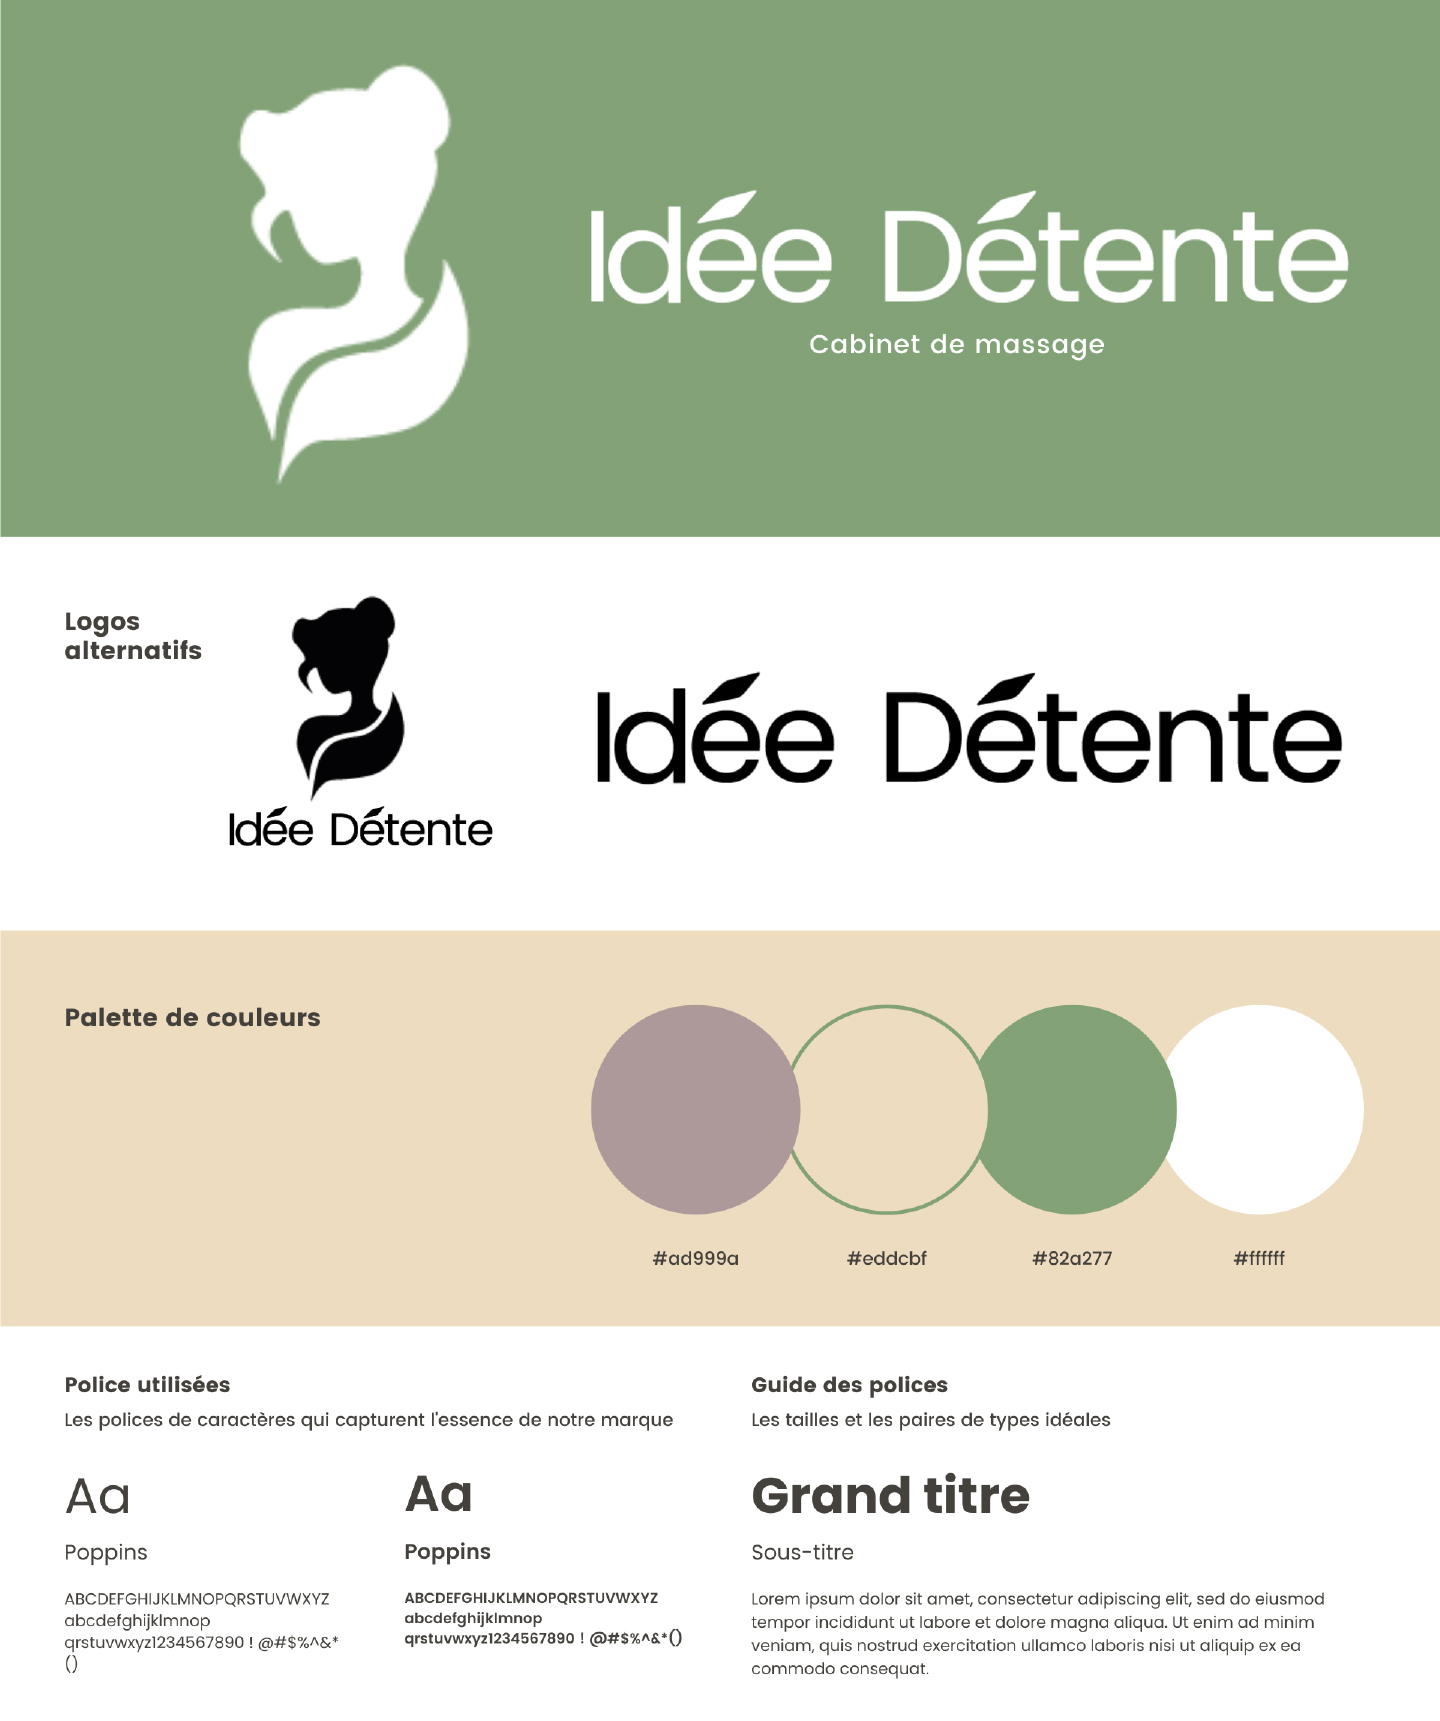 Idée Détente
Cabinet de massage
Logos
alternatifs
Idée Détente
Idée Détente
Palette de couleurs
#ad999a
#eddcbf
#82a277
#ffffff
Police utilisées
Les polices de caractères qui capturent l'essence de notre marque
Aa
Poppins
ABCDEFGHIJKLMNOPQRSTUVWXYZ
abcdefghijklmnop
qrstuvwxyz1234567890 ! @#$%^&*
()
Aa
Poppins
ABCDEFGHIJKLMNOPQRSTUVWXYZ
abcdefghijklmnop
qrstuvwxyz1234567890 ! @#$%^&*()
Guide des polices
Les tailles et les paires de types idéales
Grand titre
Sous-titre
Lorem ipsum dolor sit amet, consectetur adipiscing elit, sed do eiusmod
tempor incididunt ut labore et dolore magna aliqua. Ut enim ad minim
veniam, quis nostrud exercitation ullamco laboris nisi ut aliquip ex ea
commodo consequat.